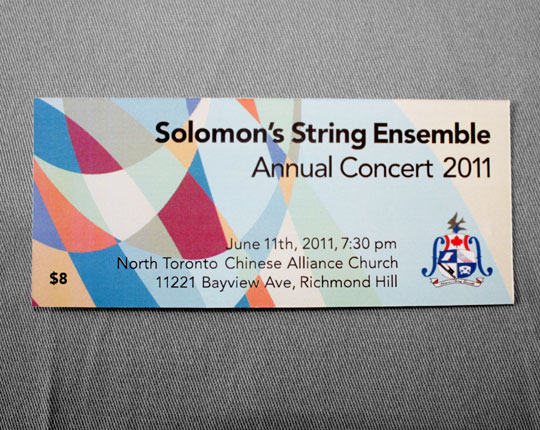 Solomon's String Ensemble
Annual Concert 2011
June 11th, 2011, 7:30 pm
North Toronto Chinese Alliance Church
11221 Bayview Ave, Richmond Hill
$8